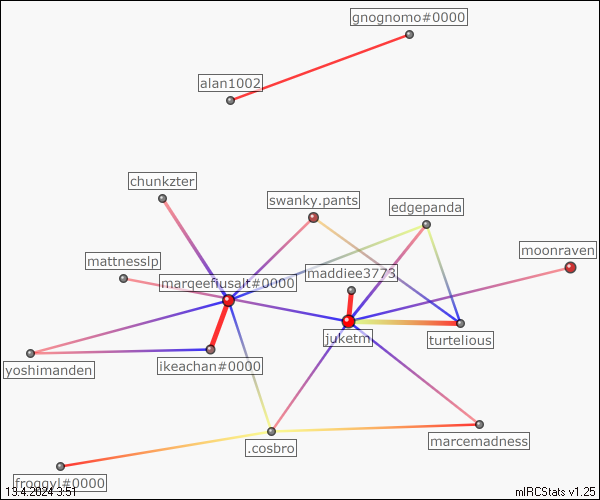 gnognomo#0000
alan1002
chunkzter
swanky.pants
edgepanda
moonraven
mattnesslp
maddiee3773
marqeefiusalt#0000
juketm
turtelious
yoshimanden
ikeachan#0000
.cosbro
marcemadness
froggyl#0000
13.4.2024 3:51
mIRCStats v1.25